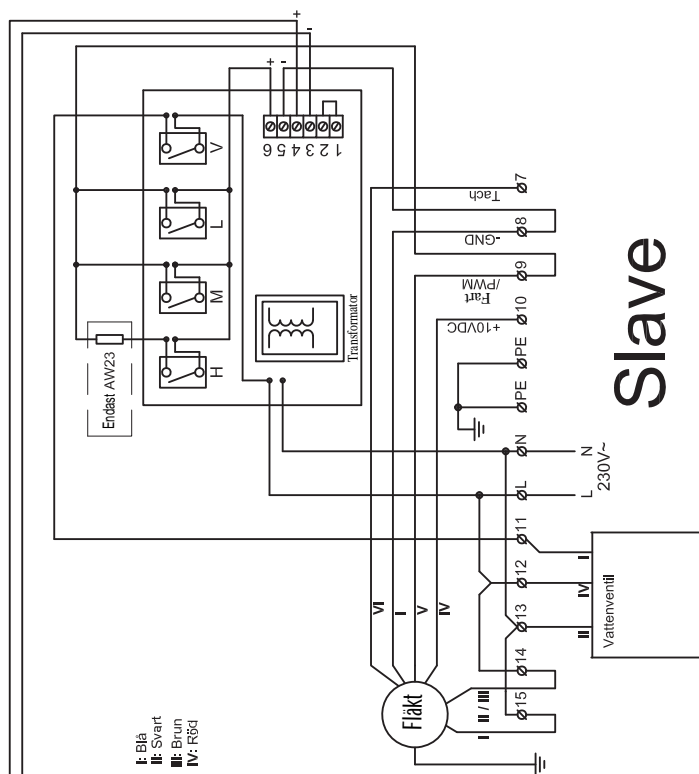 +
-
+
-
6 5 4 3 2 1
V
L
M
H
Endast AW23
Transformator
7
Tach
8
-GND
9
Fart
/PWM
10
+10VDC
PE
PE
N
L
11
12
13
14
15
N
L
230V~
Slave
VI
I
V
IV
Fläkt
I
II / III
I
IV
II
Vattenventil
I: Blå
II: Svart
III: Brun
IV: Röd